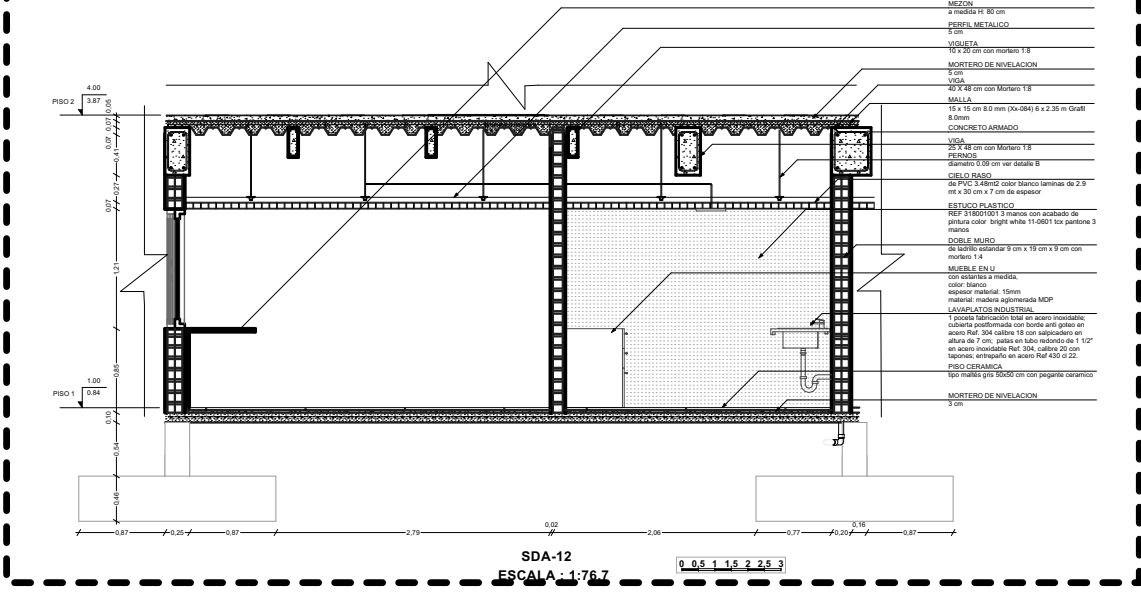 MEZON
a medida H: 80 cm
PERFIL METALICO
5 cm
VIGUETA
10 x 20 cm con mortero 1:8
MORTERO DE NIVELACION
5 cm
VIGA
40 X 48 cm con Mortero 1:8
MALLA
15 x 15 cm 8.0 mm (Xx-084) 6 x 2.35 m Grafil
8.0mm
CONCRETO ARMADO
VIGA
25 X 48 cm con Mortero 1:8
PERNOS
diametro 0.09 cm ver detalle B
CIELO RASO
de PVC 3.48mt2 color blanco laminas de 2.9
mt x 30 cm x 7 cm de espesor
ESTUCO PLASTICO
REF 318001001 3 manos con acabado de
pintura color bright white 11-0601 tcx pantone 3
manos
DOBLE MURO
de ladrillo estandar 9 cm x 19 cm x 9 cm con
mortero 1:4
MUEBLE EN U
con estantes a medida,
color: blanco
espesor material: 15mm
material: madera aglomerada MDP
LAVAPLATOS INDUSTRIAL
1 poceta fabricación total en acero inoxidable;
cubierta postformada con borde anti goteo en
acero Ref. 304 calibre 18 con salpicadero en
altura de 7 cm; patas en tubo redondo de 1 1/2"
en acero inoxidable Ref. 304, calibre 20 con
tapones; entrepaño en acero Ref 430 cl 22.
PISO CERAMICA
tipo maltés gris 50x50 cm con pegante ceramico
MORTERO DE NIVELACION
3 cm
PISO 2
4.00
3.87
0,05
0,07
0,07
0,41
0,27
0,07
1,21
0,85
PISO 1
1.00
0.84
0,10
0,54
0,46
0,87
0,25
0,87
2,79
0,02
2,06
0,77
0,20
0,16
0,87
SDA-12
ESCALA : 1:76.7
0 0,5 1 1,5 2 2,5 3